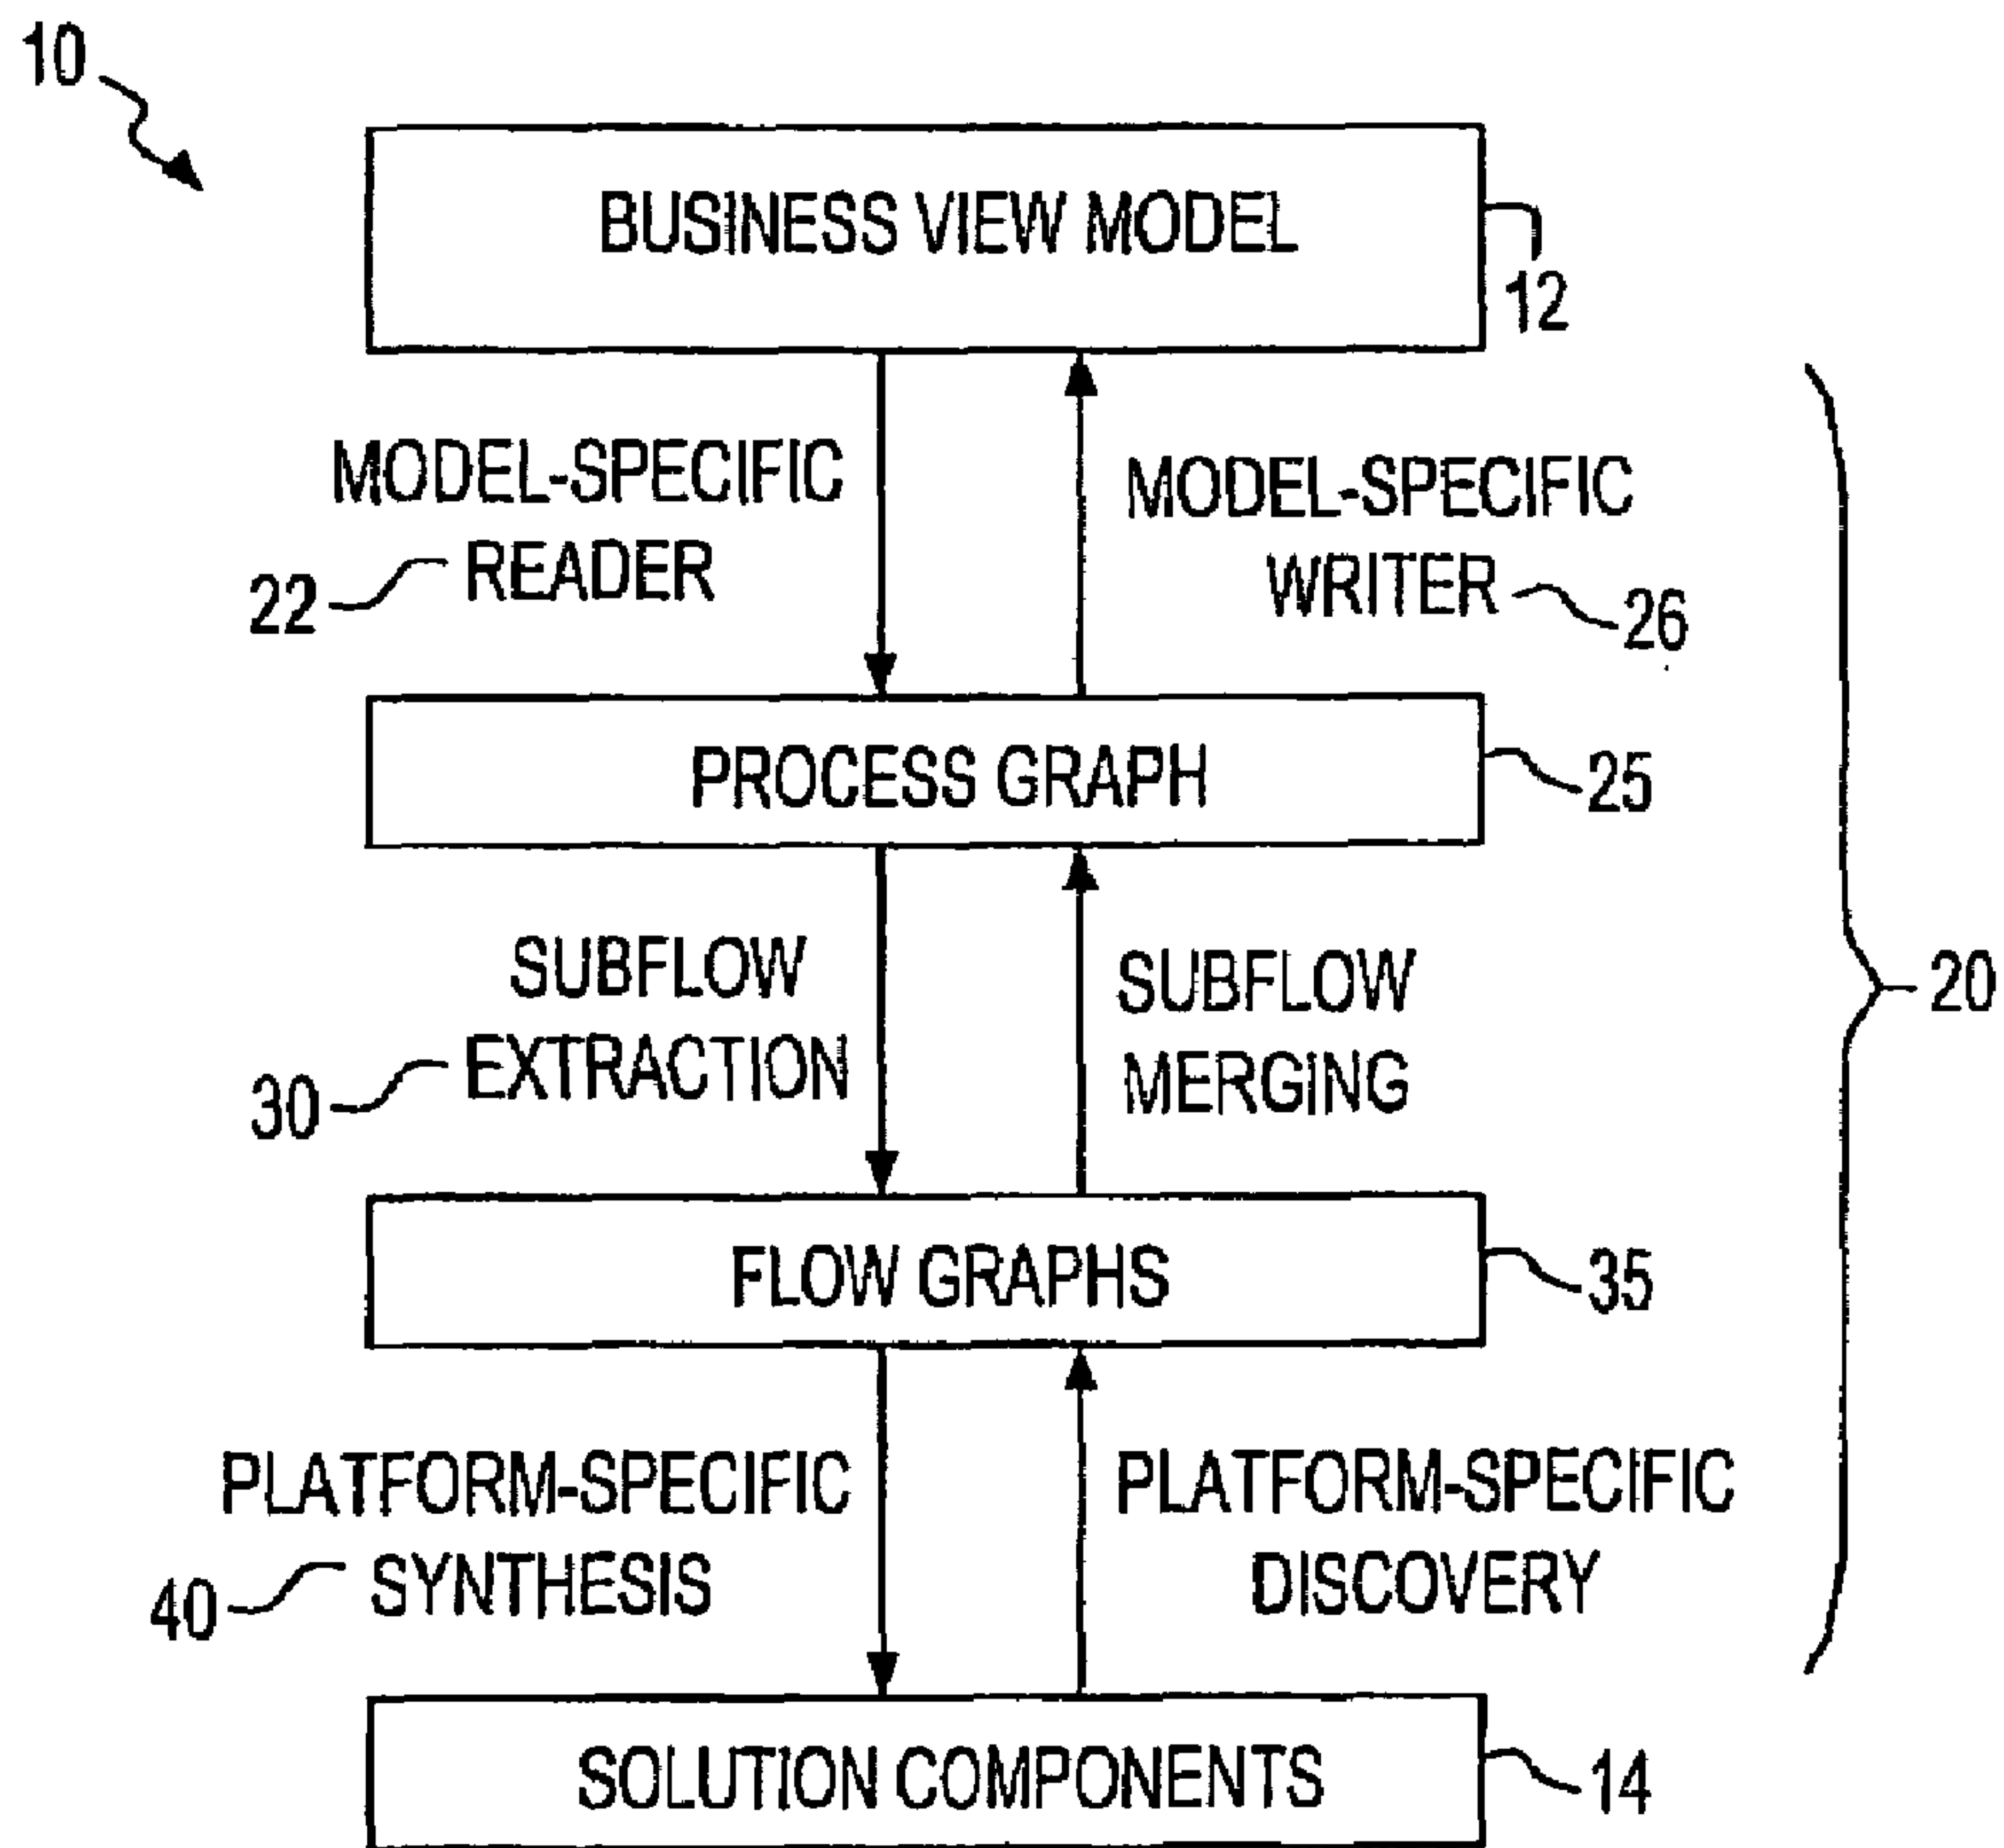 10
BUSINESS VIEW MODEL
12
MODEL-SPECIFIC
READER
22
MODEL-SPECIFIC
WRITER
26
PROCESS GRAPH
25
SUBFLOW
EXTRACTION
30
SUBFLOW
MERGING
20
FLOW GRAPHS
35
PLATFORM-SPECIFIC
SYNTHESIS
40
PLATFORM-SPECIFIC
DISCOVERY
SOLUTION COMPONENTS
14